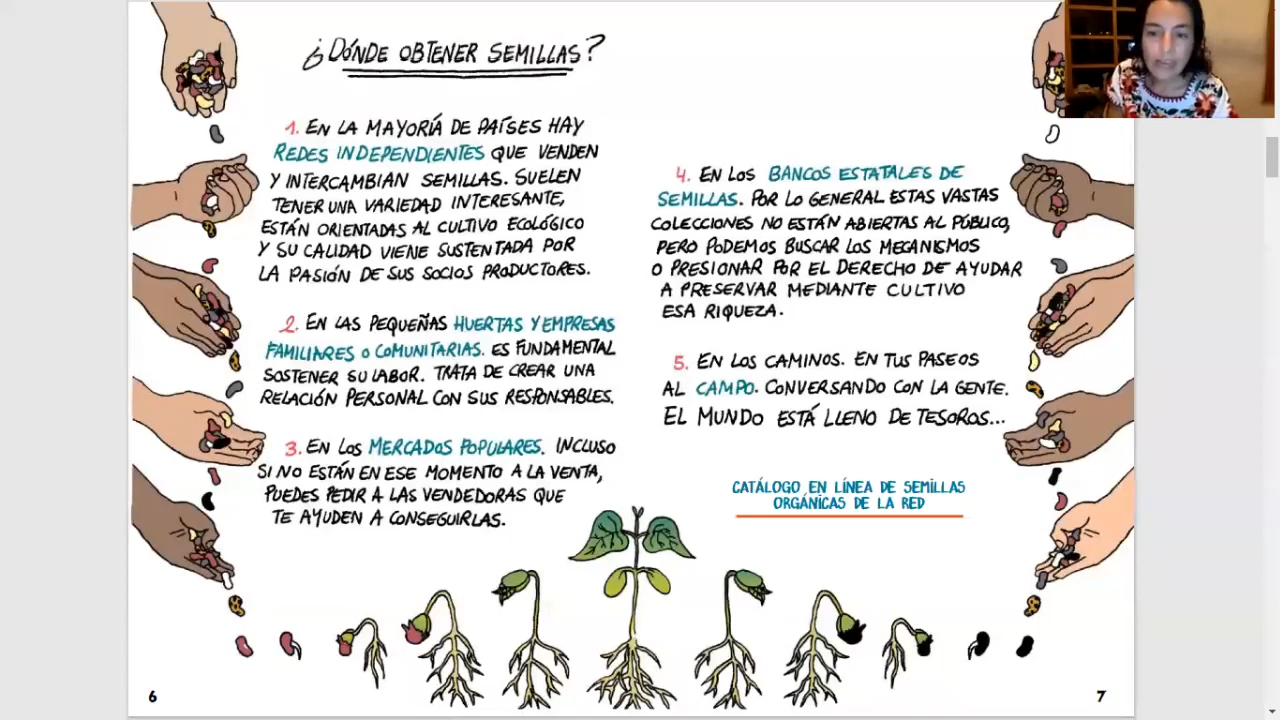 ¿DÓNDE OBTENER SEMILLAS?
1. EN LA MAYORÍA DE PAÍSES HAY
REDES INDEPENDIENTES QUE VENDEN
Y INTERCAMBIAN SEMILLAS. SUELEN
TENER UNA VARIEDAD INTERESANTE,
ESTÁN ORIENTADAS AL CULTIVO ECOLÓGICO
Y SU CALIDAD VIENE SUSTENTADA POR
LA PASIÓN DE SUS SOCIOS PRODUCTORES.
2. EN LAS PEQUEÑAS HUERTAS Y EMPRESAS
FAMILIARES O COMUNITARIAS. ES FUNDAMENTAL
SOSTENER SU LABOR. TRATA DE CREAR UNA
RELACIÓN PERSONAL CON SUS RESPONSABLES.
3. EN LOS MERCADOS POPULARES. INCLUSO
SI NO ESTÁN EN ESE MOMENTO A LA VENTA,
PUEDES PEDIR A LAS VENDEDORAS QUE
TE AYUDEN A CONSEGUIRLAS.
4. EN LOS BANCOS ESTATALES DE
SEMILLAS. POR LO GENERAL ESTAS VASTAS
COLECCIONES NO ESTÁN ABIERTAS AL PÚBLICO,
PERO PODEMOS BUSCAR LOS MECANISMOS
O PRESIONAR POR EL DERECHO DE AYUDAR
A PRESERVAR MEDIANTE CULTIVO
ESA RIQUEZA.
5. EN LOS CAMINOS. EN TUS PASEOS
AL CAMPO. CONVERSANDO CON LA GENTE.
EL MUNDO ESTÁ LLENO DE TESOROS...
CATÁLOGO EN LÍNEA DE SEMILLAS
ORGÁNICAS DE LA RED
6
7